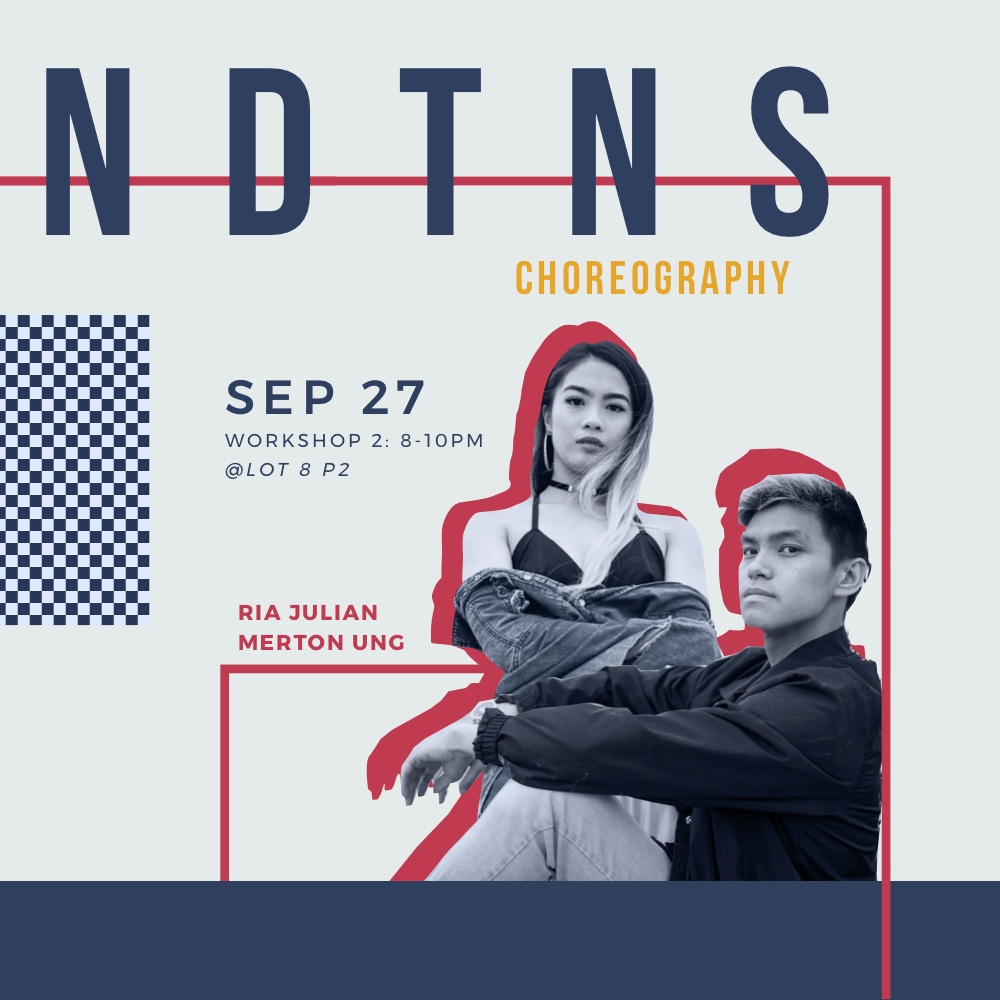 NDTNS
CHOREOGRAPHY
SEP 27
WORKSHOP 2: 8-10PM
@LOT 8 P2
RIA JULIAN
MERTON UNG